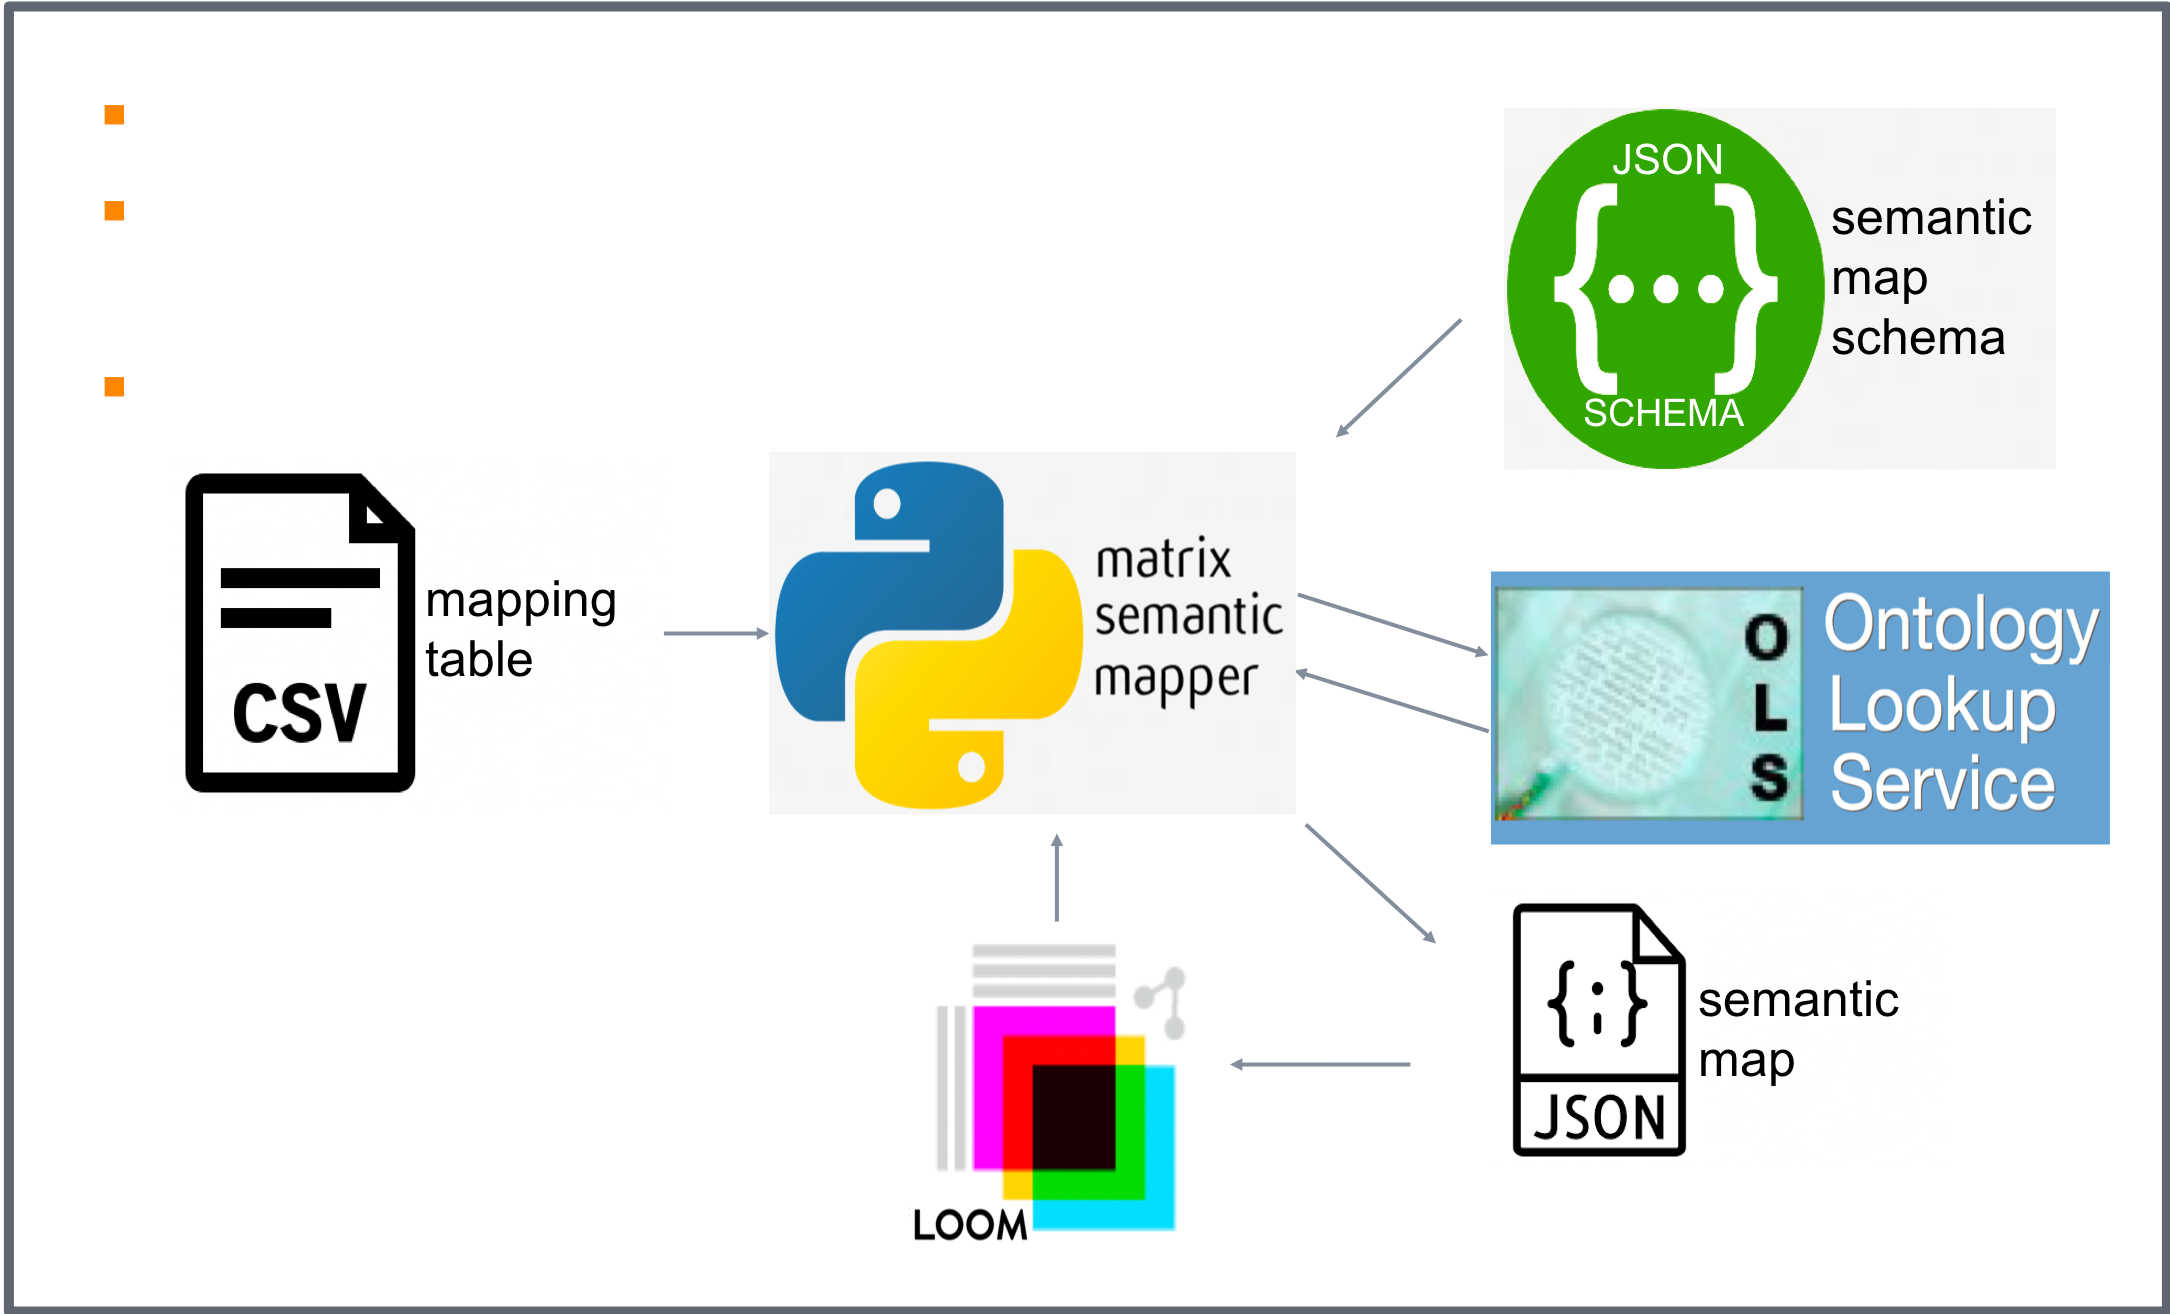 JSON
SCHEMA
semantic
map
schema
CSV
mapping
table
matrix
semantic
mapper
O
L
S
Ontology
Lookup
Service
JSON
semantic
map
LOOM